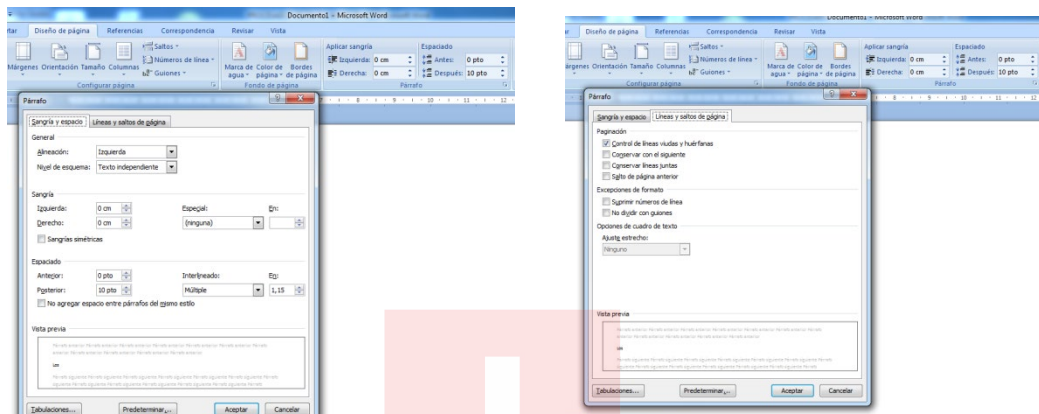 Documento1 - Microsoft Word
Diseño de página Referencias Correspondencia Revisar Vista
Márgenes Orientación Tamaño Columnas
Saltos
Números de línea
Guiones
Marca de agua Color de página Bordes de página
Aplicar sangría
Izquierda: 0 cm
Derecha: 0 cm
Espaciado
Antes: 0 pto
Después: 10 pto
Configurar página Fondo de página Párrafo
Párrafo
Sangría y espacio Líneas y saltos de página
General
Alineación: Izquierda
Nivel de esquema: Texto independiente
Sangría
Izquierda: 0 cm Especial: En:
Derecho: 0 cm (ninguna)
Sangrías simétricas
Espaciado
Anterior: 0 pto Interlineado: En:
Posterior: 10 pto Múltiple 1,15
No agregar espacio entre párrafos del mismo estilo
Vista previa
Tabulaciones... Predeterminar... Aceptar Cancelar
Documento1 - Microsoft Word
Diseño de página Referencias Correspondencia Revisar Vista
Orientación Tamaño Columnas
Saltos
Números de línea
Guiones
Marca de agua Color de página Bordes de página
Aplicar sangría
Izquierda: 0 cm
Derecha: 0 cm
Espaciado
Antes: 0 pto
Después: 10 pto
Configurar página Fondo de página Párrafo
Párrafo
Sangría y espacio Líneas y saltos de página
Paginación
Control de líneas viudas y huérfanas
Conservar con el siguiente
Conservar líneas juntas
Salto de página anterior
Excepciones de formato
Suprimir números de línea
No dividir con guiones
Opciones de cuadro de texto
Ajuste estrecho:
Ninguno
Vista previa
Tabulaciones... Predeterminar... Aceptar Cancelar